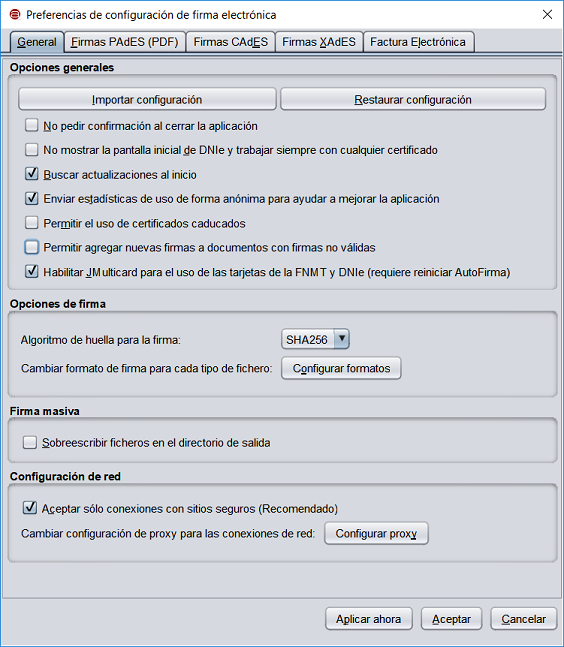 Preferencias de configuración de firma electrónica
General
Firmas PAdES (PDF)
Firmas CAdES
Firmas XAdES
Factura Electrónica
Opciones generales
Importar configuración
Restaurar configuración
No pedir confirmación al cerrar la aplicación
No mostrar la pantalla inicial de DNIe y trabajar siempre con cualquier certificado
Buscar actualizaciones al inicio
Enviar estadísticas de uso de forma anónima para ayudar a mejorar la aplicación
Permitir el uso de certificados caducados
Permitir agregar nuevas firmas a documentos con firmas no válidas
Habilitar JMulticard para el uso de las tarjetas de la FNMT y DNIe (requiere reiniciar AutoFirma)
Opciones de firma
Algoritmo de huella para la firma: SHA256
Cambiar formato de firma para cada tipo de fichero: Configurar formatos
Firma masiva
Sobreescribir ficheros en el directorio de salida
Configuración de red
Aceptar sólo conexiones con sitios seguros (Recomendado)
Cambiar configuración de proxy para las conexiones de red: Configurar proxy
Aplicar ahora
Aceptar
Cancelar